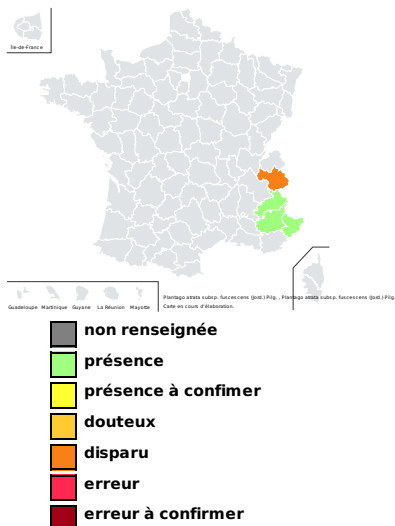 Île-de-France
Guadeloupe Martinique Guyane La Réunion Mayotte
Plantago atrata subsp. fuscescens (Jord.) Pilg. , Plantago atrata subsp. fuscescens (Jord.) Pilg.
Carte en cours d'élaboration.
non renseignée
présence
présence à confimer
douteux
disparu
erreur
erreur à confirmer